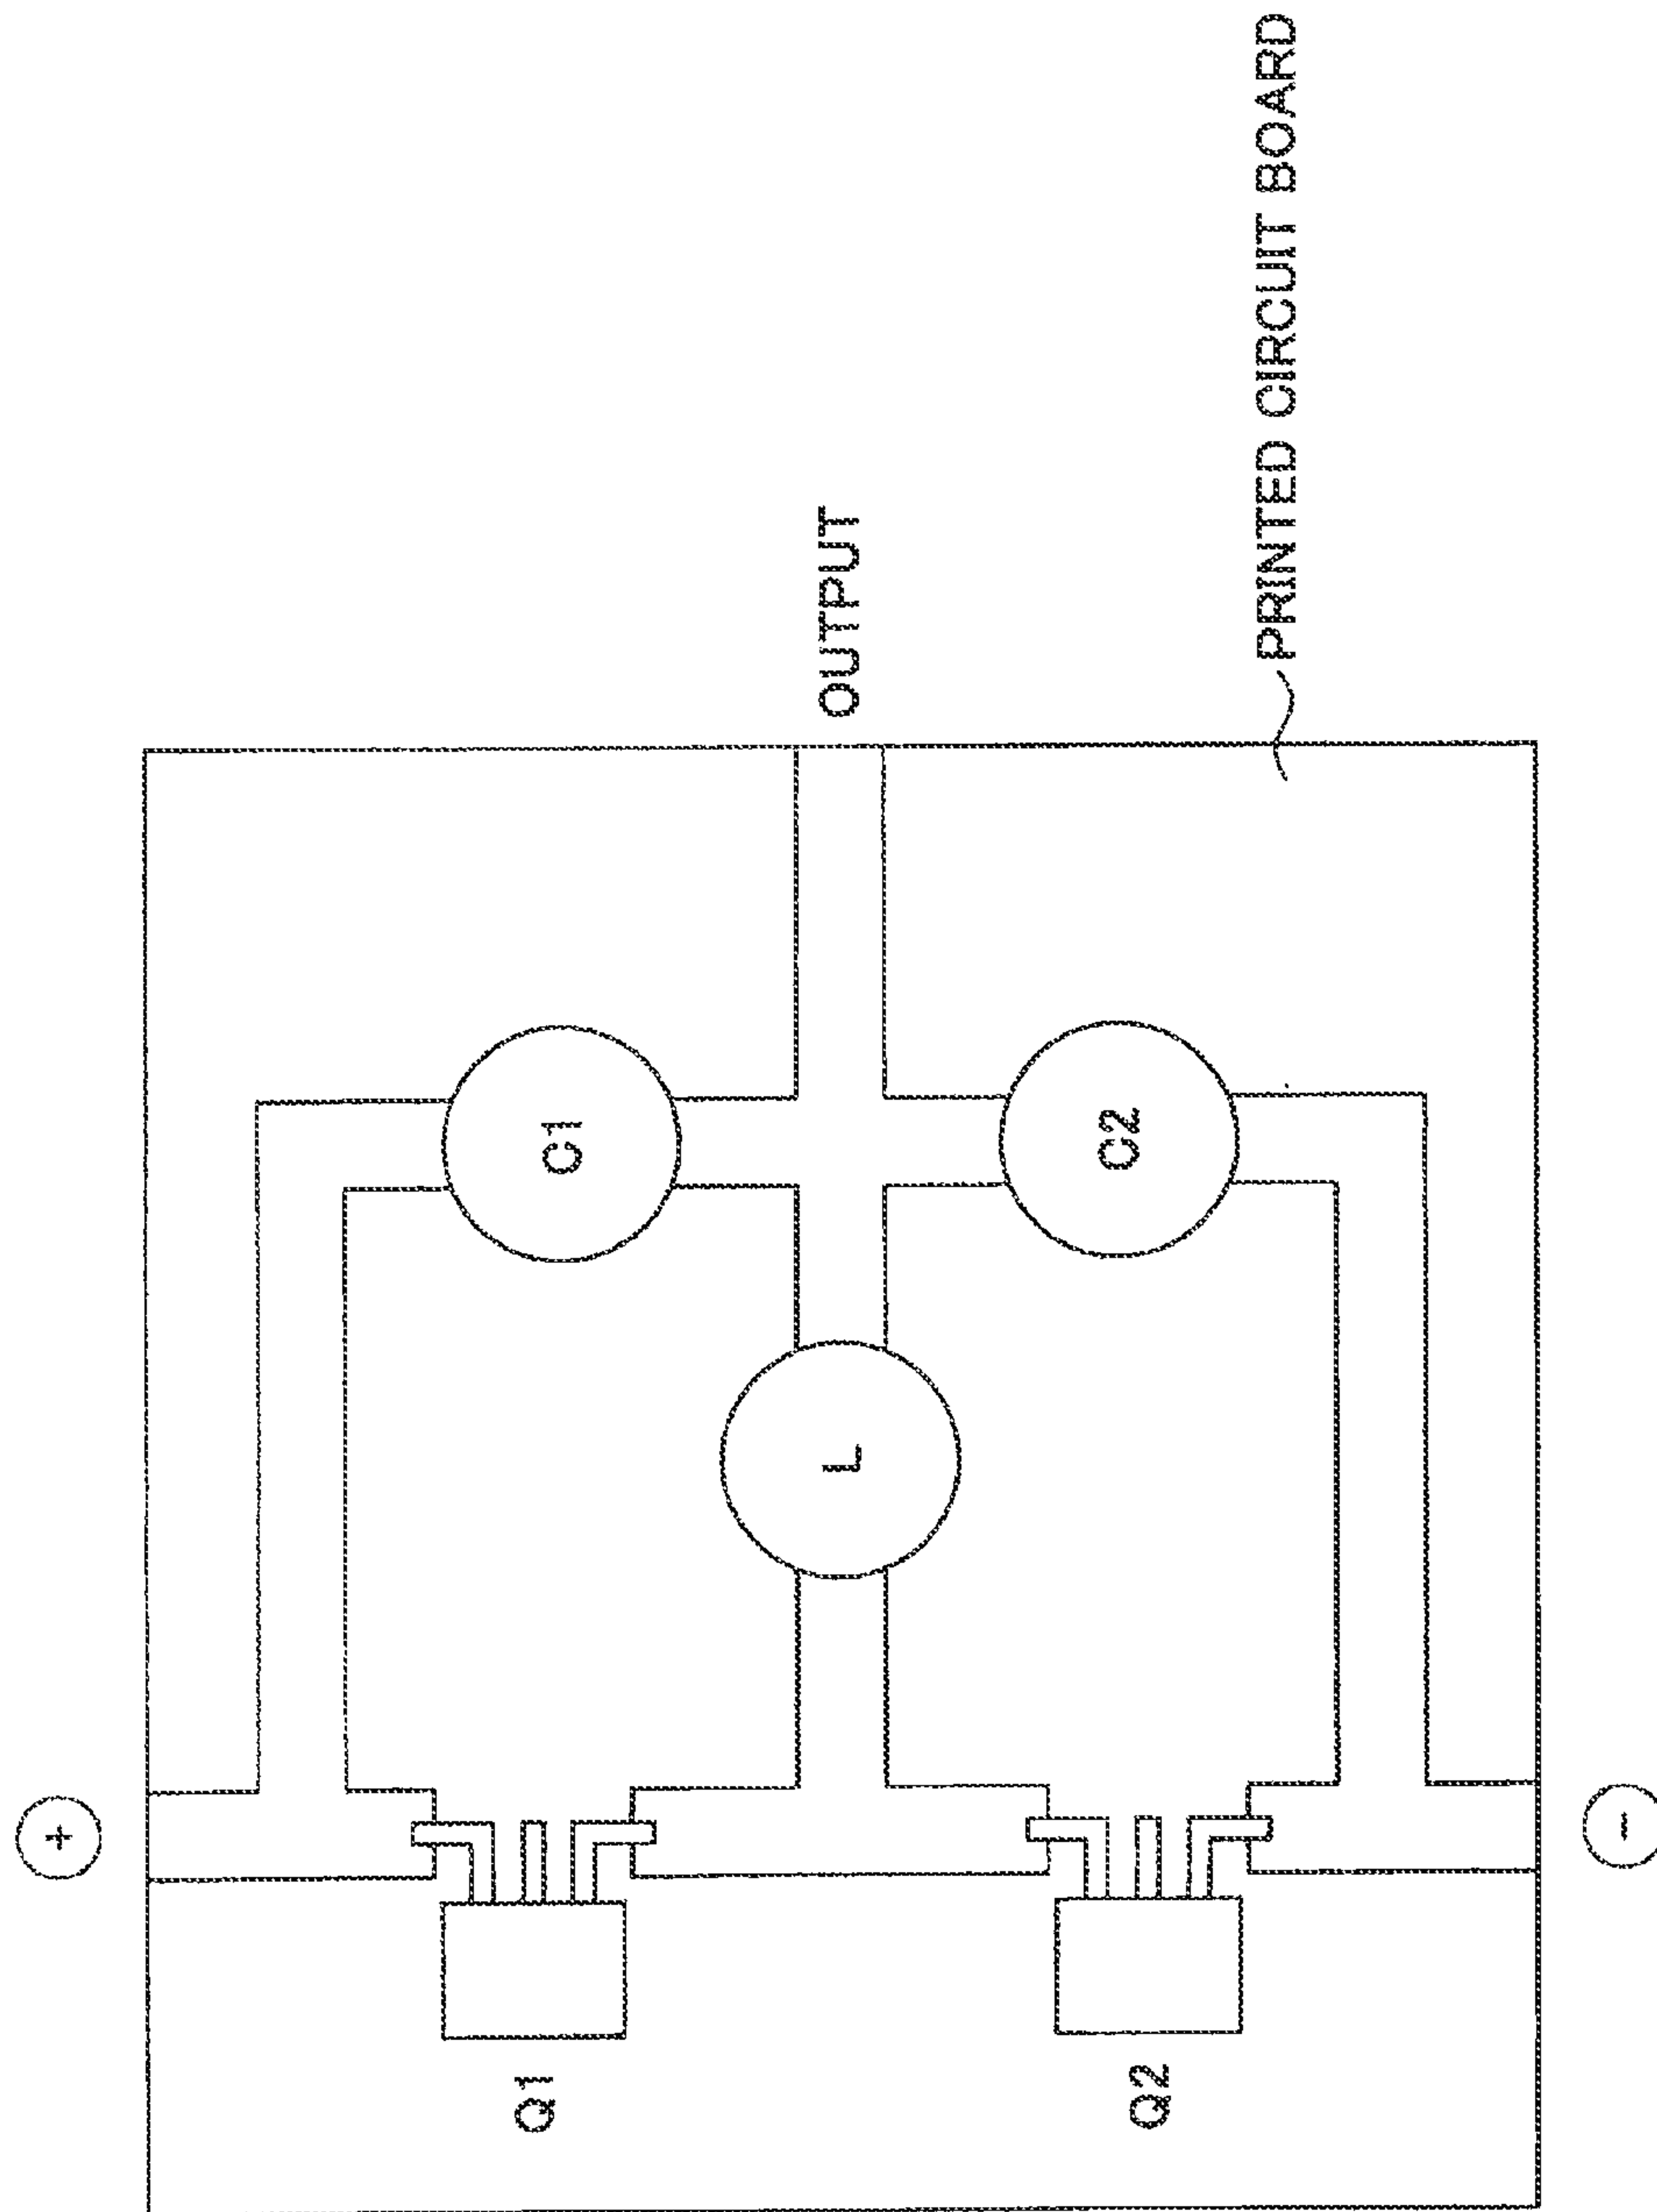 +
Q1
C1
L
OUTPUT
Q2
C2
PRINTED CIRCUIT BOARD
−